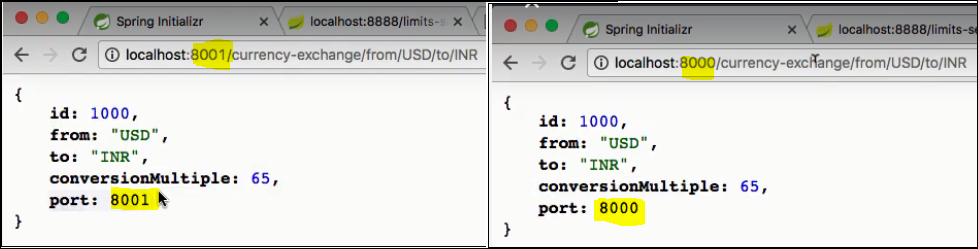 Spring Initializr
localhost:8888/limits-s
localhost:8001/currency-exchange/from/USD/to/INR
{
id: 1000,
from: "USD",
to: "INR",
conversionMultiple: 65,
port: 8001
}
Spring Initializr
localhost:8888/limits-se
localhost:8000/currency-exchange/from/USD/to/INR
{
id: 1000,
from: "USD",
to: "INR",
conversionMultiple: 65,
port: 8000
}